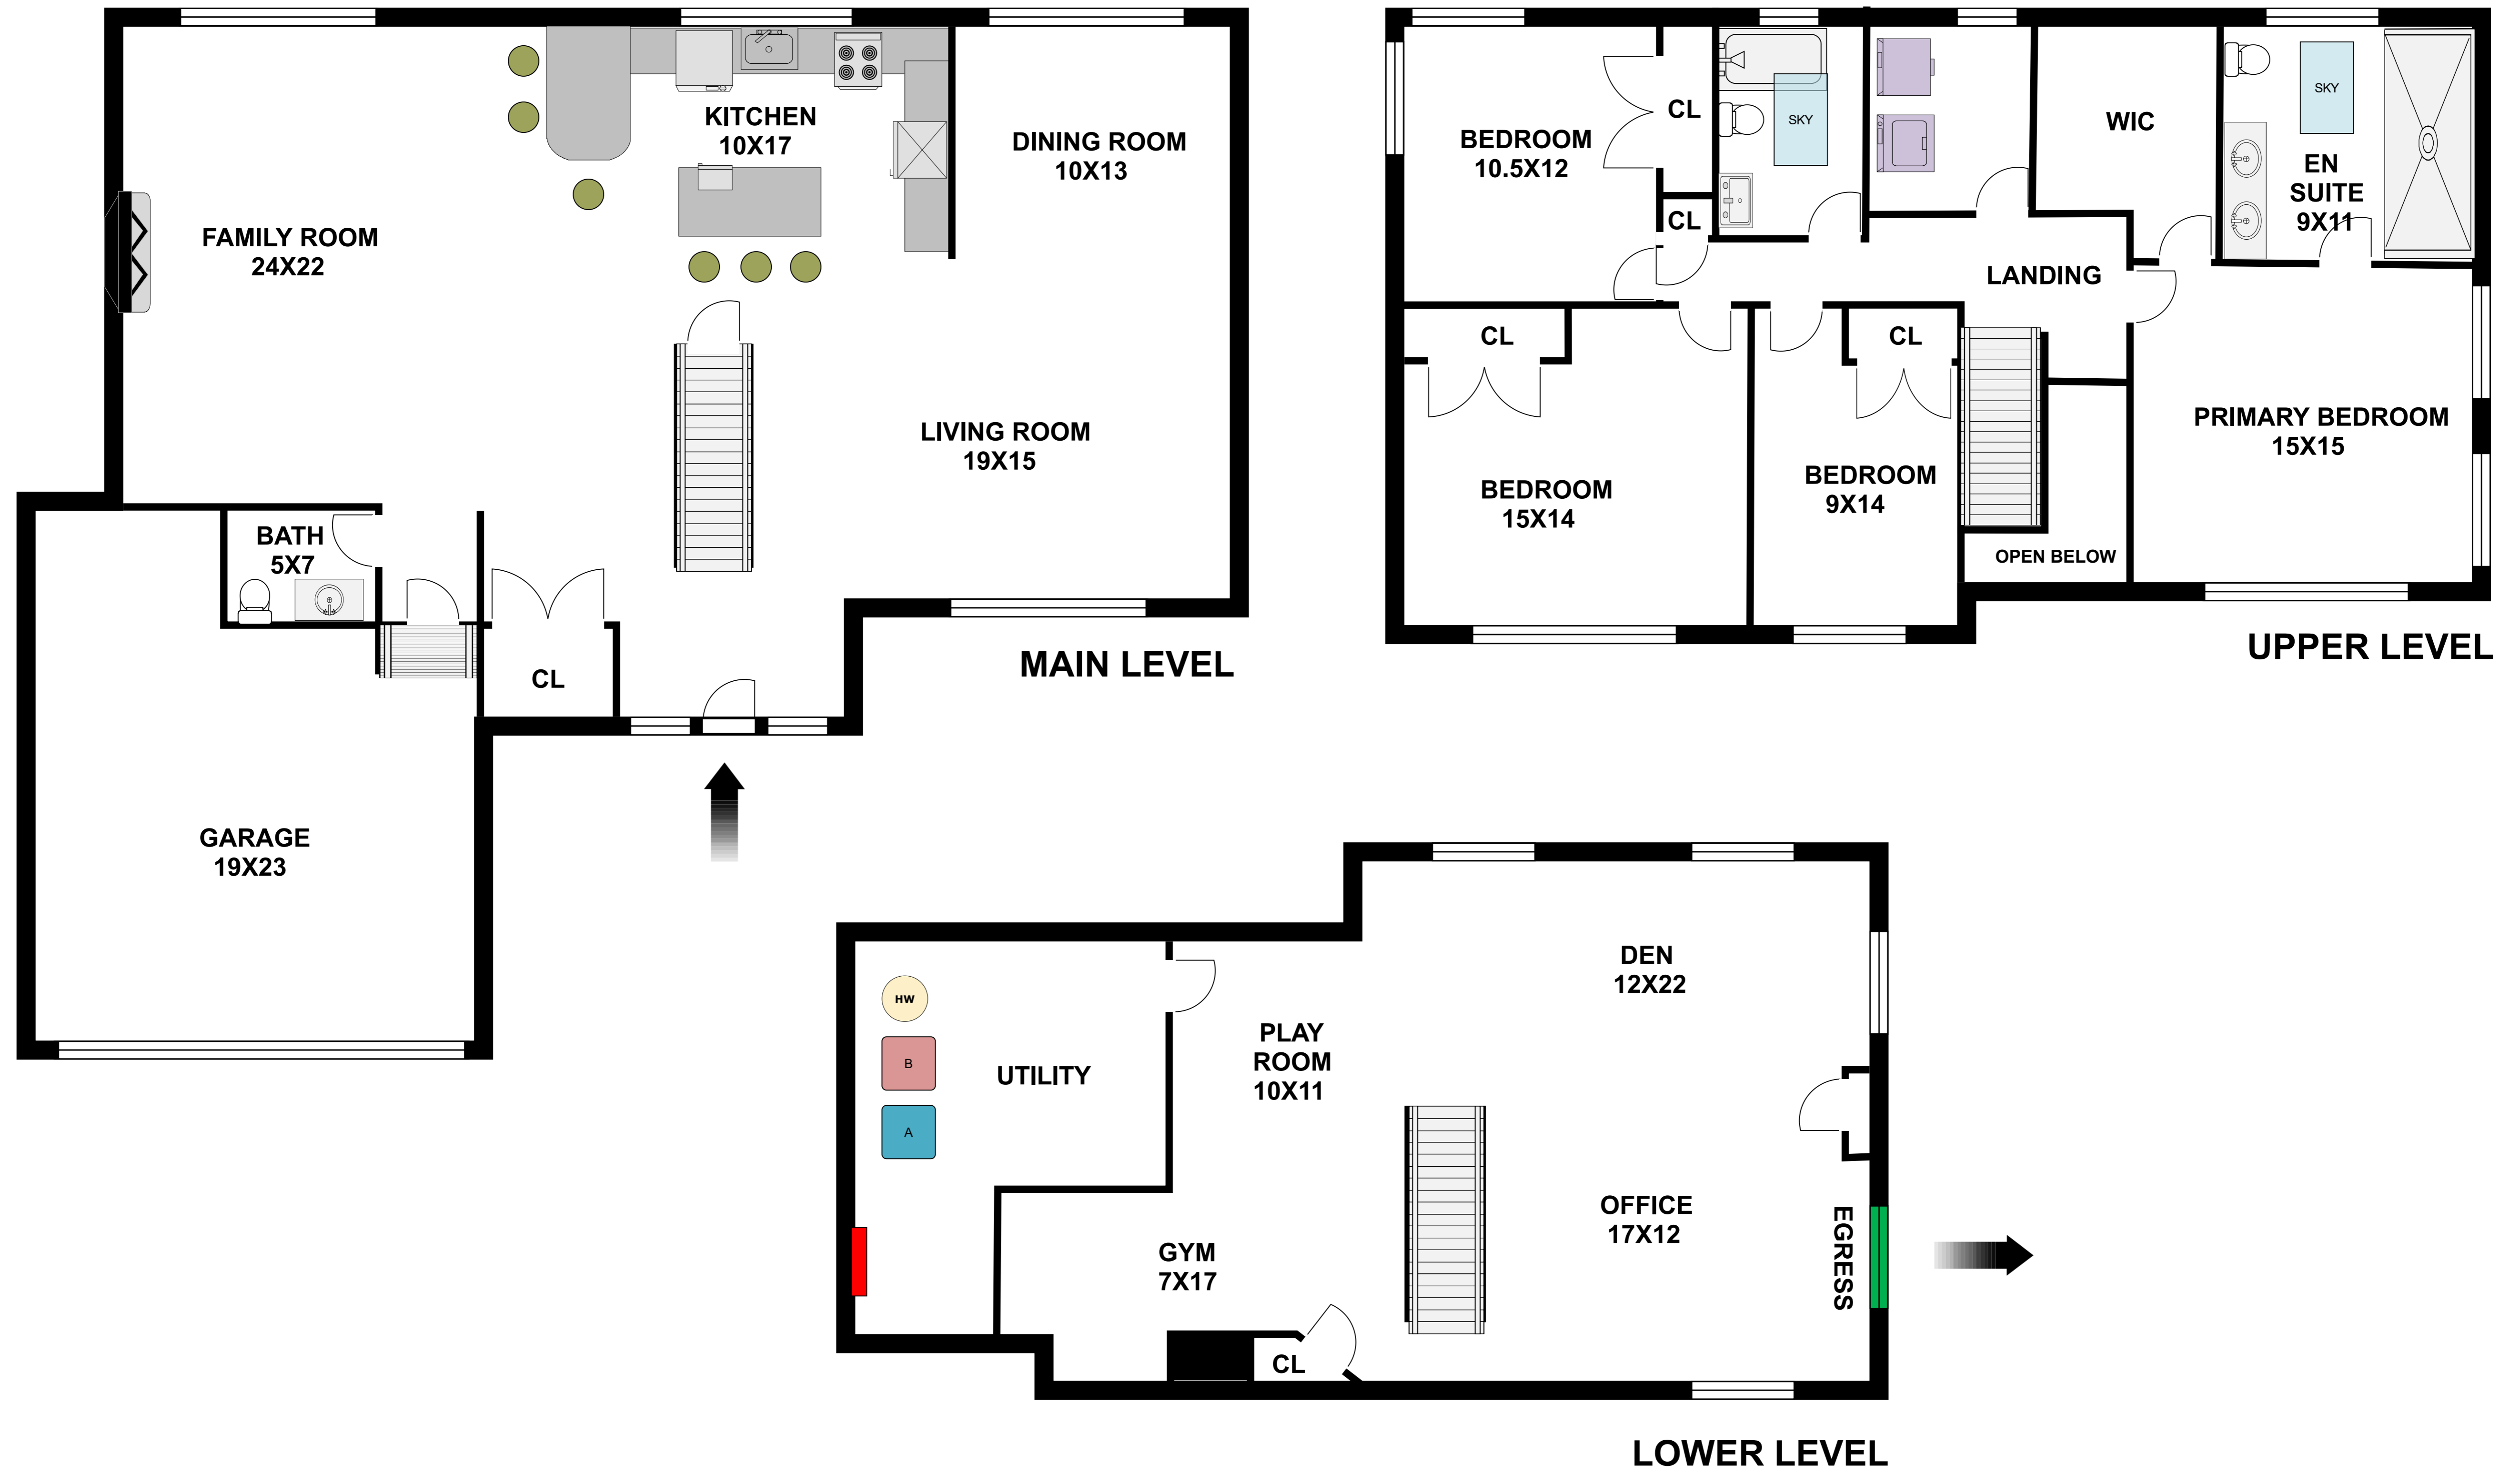 KITCHEN
10X17
DINING ROOM
10X13
FAMILY ROOM
24X22
LIVING ROOM
19X15
BATH
5X7
CL
MAIN LEVEL
GARAGE
19X23
BEDROOM
10.5X12
CL
CL
SKY
WIC
SKY
EN
SUITE
9X11
LANDING
CL
CL
BEDROOM
15X14
BEDROOM
9X14
PRIMARY BEDROOM
15X15
OPEN BELOW
UPPER LEVEL
HW
B
A
UTILITY
PLAY
ROOM
10X11
DEN
12X22
OFFICE
17X12
GYM
7X17
CL
EGRESS
LOWER LEVEL